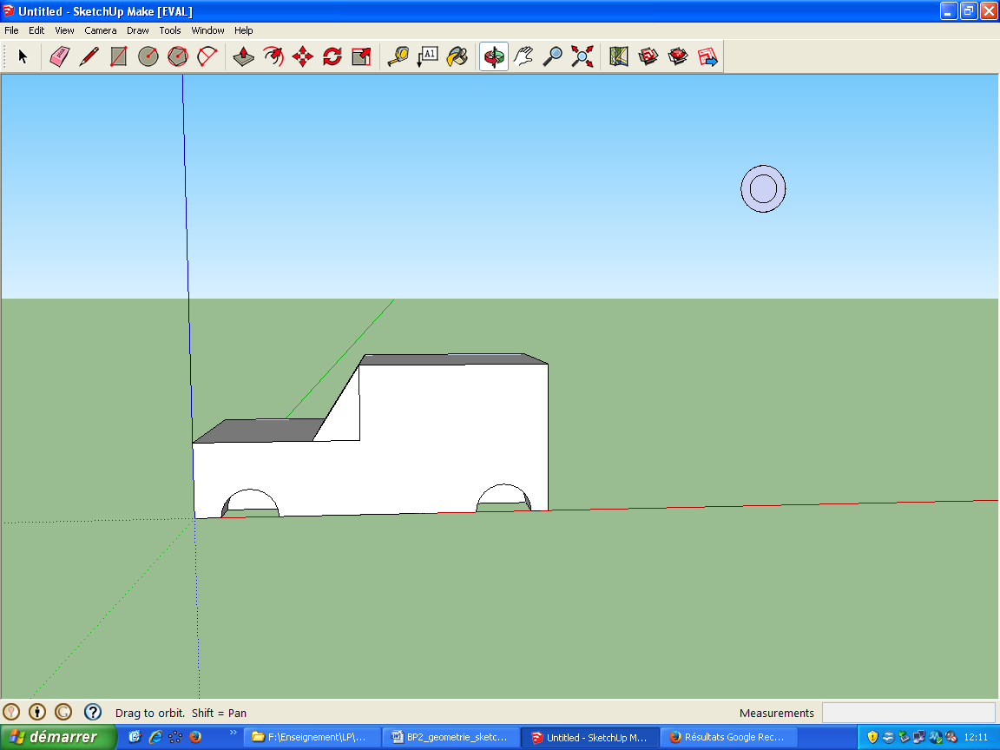 Untitled - SketchUp Make [EVAL]
File Edit View Camera Draw Tools Window Help
A1
Drag to orbit. Shift = Pan
Measurements
démarrer
F:\Enseignement\LP\...
BP2_geometrie_sketc...
Untitled - SketchUp M...
Résultats Google Rec...
12:11